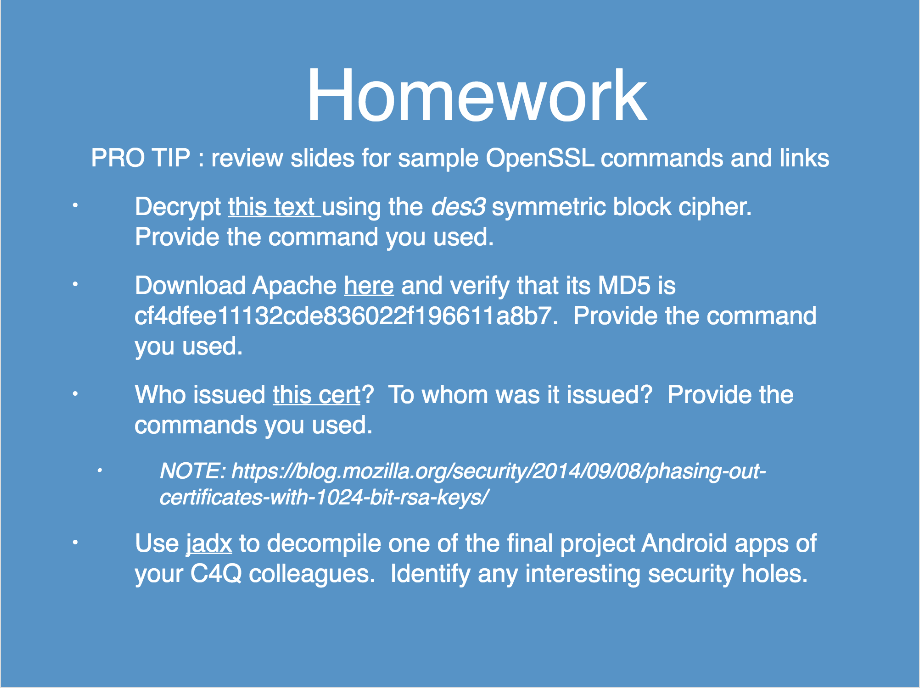 Homework
PRO TIP : review slides for sample OpenSSL commands and links
• Decrypt this text using the des3 symmetric block cipher.
Provide the command you used.
• Download Apache here and verify that its MD5 is
cf4dfee11132cde836022f196611a8b7.  Provide the command
you used.
• Who issued this cert?  To whom was it issued?  Provide the
commands you used.
• NOTE: https://blog.mozilla.org/security/2014/09/08/phasing-out-
certificates-with-1024-bit-rsa-keys/
• Use jadx to decompile one of the final project Android apps of
your C4Q colleagues.  Identify any interesting security holes.